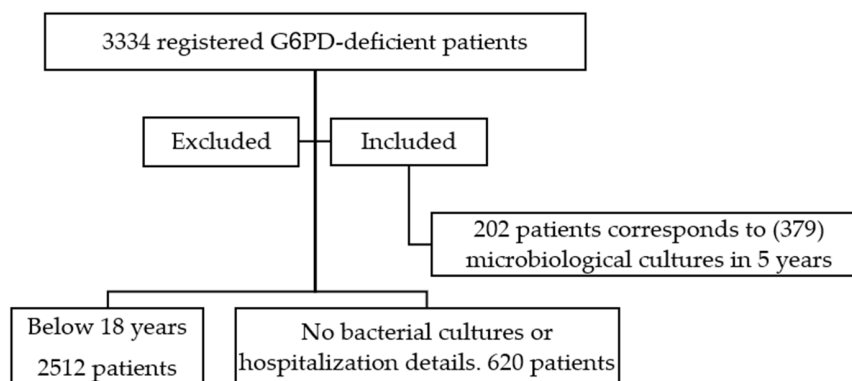 3334 registered G6PD-deficient patients
Excluded
Included
202 patients corresponds to (379)
microbiological cultures in 5 years
Below 18 years
2512 patients
No bacterial cultures or
hospitalization details. 620 patients